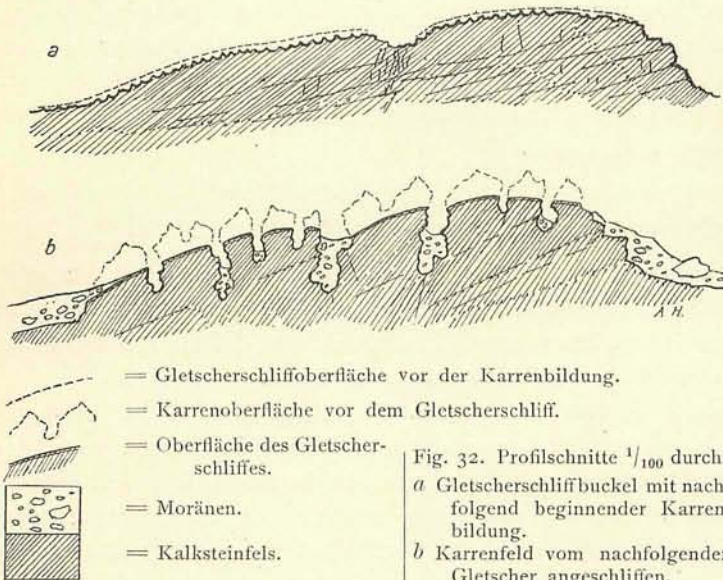 a
b
A. H.
= Gletscherschliffoberfläche vor der Karrenbildung.
= Karrenoberfläche vor dem Gletscherschliff.
= Oberfläche des Gletscher-
schliffes.
= Moränen.
= Kalksteinfels.
Fig. 32. Profilschnitte 1/100 durch
a Gletscherschliffbuckel mit nach
folgend beginnender Karren
bildung.
b Karrenfeld vom nachfolgenden
Gletscher angeschliffen.